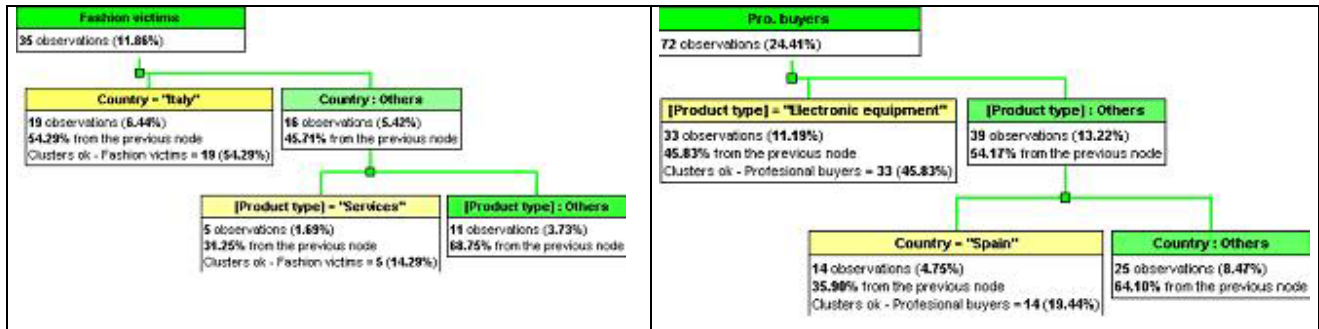 Fashion victims
35 observations (11.86%)
Country = "Italy"
19 observations (6.44%)
54.29% from the previous node
Clusters ok - Fashion victims = 19 (54.29%)
Country : Others
16 observations (5.42%)
45.71% from the previous node
[Product type] = "Services"
5 observations (1.69%)
31.25% from the previous node
Clusters ok - Fashion victims = 5 (14.29%)
[Product type] : Others
11 observations (3.73%)
68.75% from the previous node
Pro. buyers
72 observations (24.41%)
[Product type] = "Electronic equipment"
33 observations (11.19%)
45.83% from the previous node
Clusters ok - Profesional buyers = 33 (45.83%)
[Product type] : Others
39 observations (13.22%)
54.17% from the previous node
Country = "Spain"
14 observations (4.75%)
35.90% from the previous node
Clusters ok - Profesional buyers = 14 (19.44%)
Country : Others
25 observations (8.47%)
64.10% from the previous node